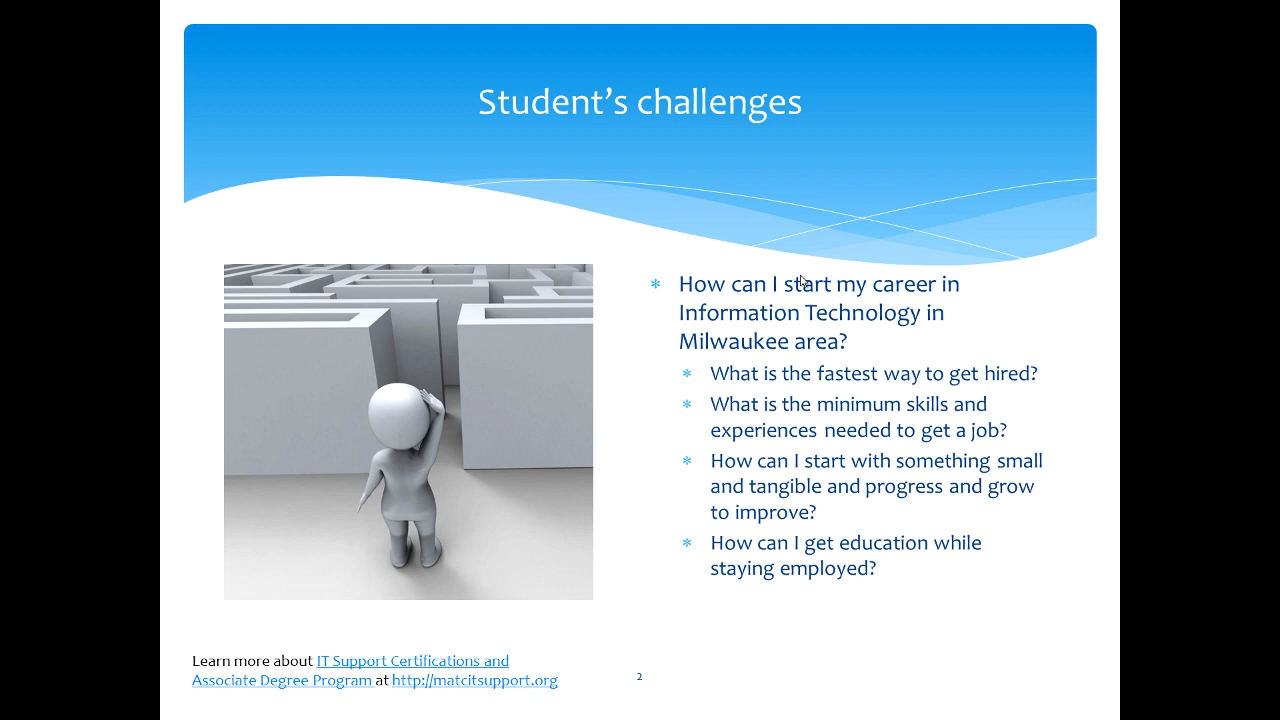 Student’s challenges
* How can I start my career in
Information Technology in
Milwaukee area?
* What is the fastest way to get hired?
* What is the minimum skills and
experiences needed to get a job?
* How can I start with something small
and tangible and progress and grow
to improve?
* How can I get education while
staying employed?
Learn more about IT Support Certifications and
Associate Degree Program at http://matcitsupport.org
2